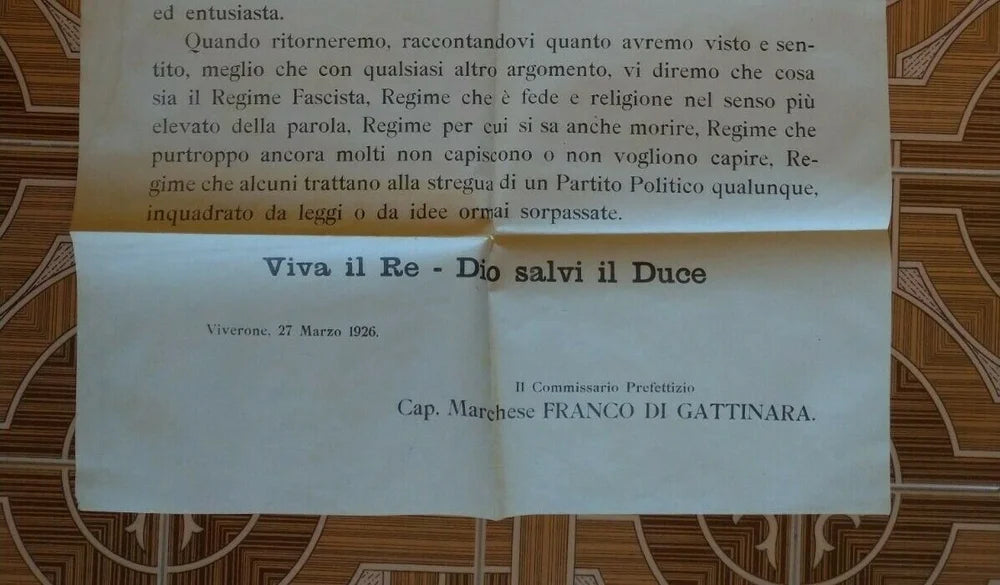 ed entusiasta.
Quando ritorneremo, raccontandovi quanto avremo visto e sen-
tito, meglio che con qualsiasi altro argomento, vi diremo che cosa
sia il Regime Fascista, Regime che è fede e religione nel senso più
elevato della parola, Regime per cui si sa anche morire, Regime che
purtroppo ancora molti non capiscono o non vogliono capire, Re-
gime che alcuni trattano alla stregua di un Partito Politico qualunque,
inquadrato da leggi o da idee ormai sorpassate.
Viva il Re - Dio salvi il Duce
Viverone, 27 Marzo 1926.
Il Commissario Prefettizio
Cap. Marchese FRANCO DI GATTINARA.